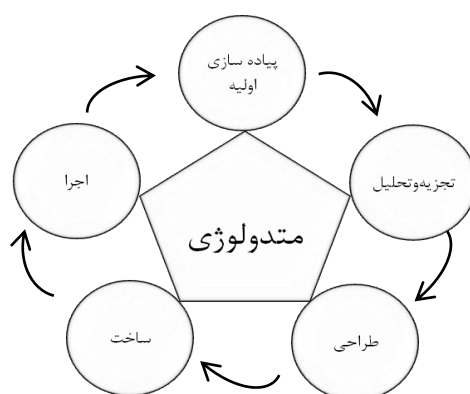 پیاده سازی
اولیه
تجزیه‌وتحلیل
طراحی
ساخت
اجرا
متدولوژی